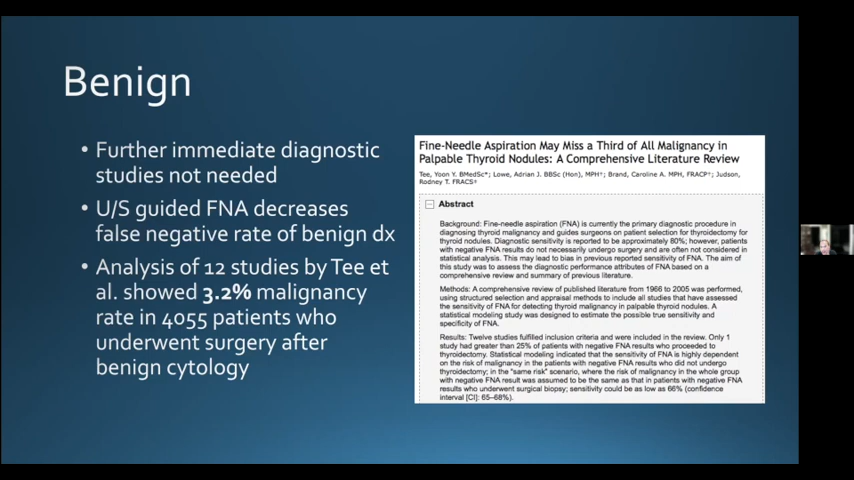 Benign
• Further immediate diagnostic
studies not needed
• U/S guided FNA decreases
false negative rate of benign dx
• Analysis of 12 studies by Tee et
al. showed 3.2% malignancy
rate in 4055 patients who
underwent surgery after
benign cytology
Fine-Needle Aspiration May Miss a Third of All Malignancy in
Palpable Thyroid Nodules: A Comprehensive Literature Review
Tee, Yoon Y. BMedSc*; Lowe, Adrian J. BBSc (Hon), MPH†; Brand, Caroline A. MPH, FRACP†; Judson,
Rodney T. FRACS‡
Abstract
Background: Fine-needle aspiration (FNA) is currently the primary diagnostic procedure in
diagnosing thyroid malignancy and guides surgeons on patient selection for thyroidectomy for
thyroid nodules. Diagnostic sensitivity is reported to be approximately 80%; however, patients
with negative FNA results do not necessarily undergo surgery and are often not considered in
statistical analysis. This may lead to bias in previous reported sensitivity of FNA. The aim of
this study was to assess the diagnostic performance attributes of FNA based on a
comprehensive review and summary of previous literature.
Methods: A comprehensive review of published literature from 1966 to 2005 was performed,
using structured selection and appraisal methods to include all studies that have assessed
the sensitivity of FNA for detecting thyroid malignancy in palpable thyroid nodules. A
statistical modeling study was designed to estimate the possible true sensitivity and
specificity of FNA.
Results: Twelve studies fulfilled inclusion criteria and were included in the review. Only 1
study had greater than 25% of patients with negative FNA results who proceeded to
thyroidectomy. Statistical modeling indicated that the sensitivity of FNA is highly dependent
on the risk of malignancy in the patients with negative FNA results who did not undergo
thyroidectomy; in the "same risk" scenario, where the risk of malignancy in the whole group
with negative FNA result was assumed to be the same as that in patients with negative FNA
results who underwent surgical biopsy; sensitivity could be as low as 66% (confidence
interval [CI]: 65–68%).